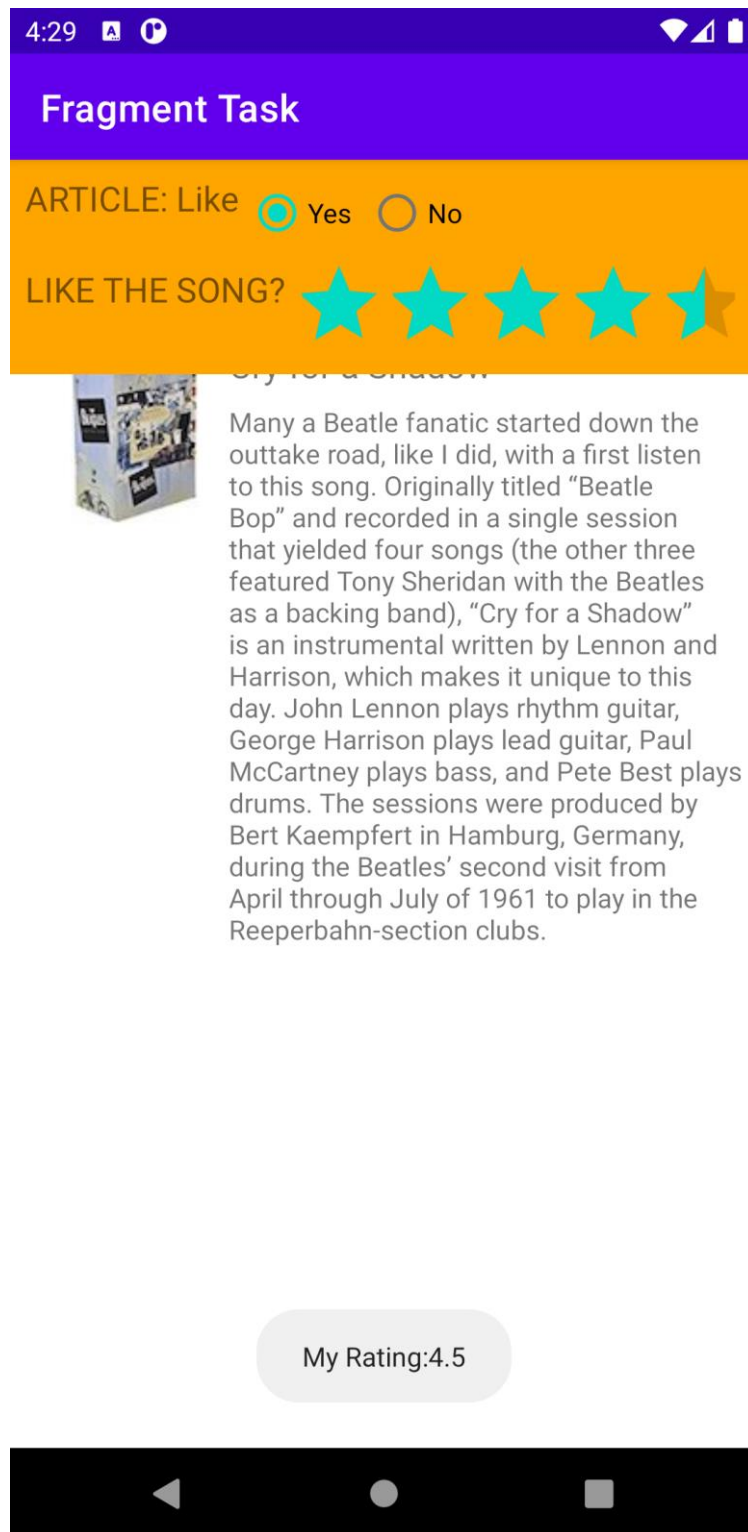 4:29
Fragment Task
ARTICLE: Like Yes No
LIKE THE SONG?
Cry for a Shadow
Many a Beatle fanatic started down the
outtake road, like I did, with a first listen
to this song. Originally titled “Beatle
Bop” and recorded in a single session
that yielded four songs (the other three
featured Tony Sheridan with the Beatles
as a backing band), “Cry for a Shadow”
is an instrumental written by Lennon and
Harrison, which makes it unique to this
day. John Lennon plays rhythm guitar,
George Harrison plays lead guitar, Paul
McCartney plays bass, and Pete Best plays
drums. The sessions were produced by
Bert Kaempfert in Hamburg, Germany,
during the Beatles’ second visit from
April through July of 1961 to play in the
Reeperbahn-section clubs.
My Rating:4.5